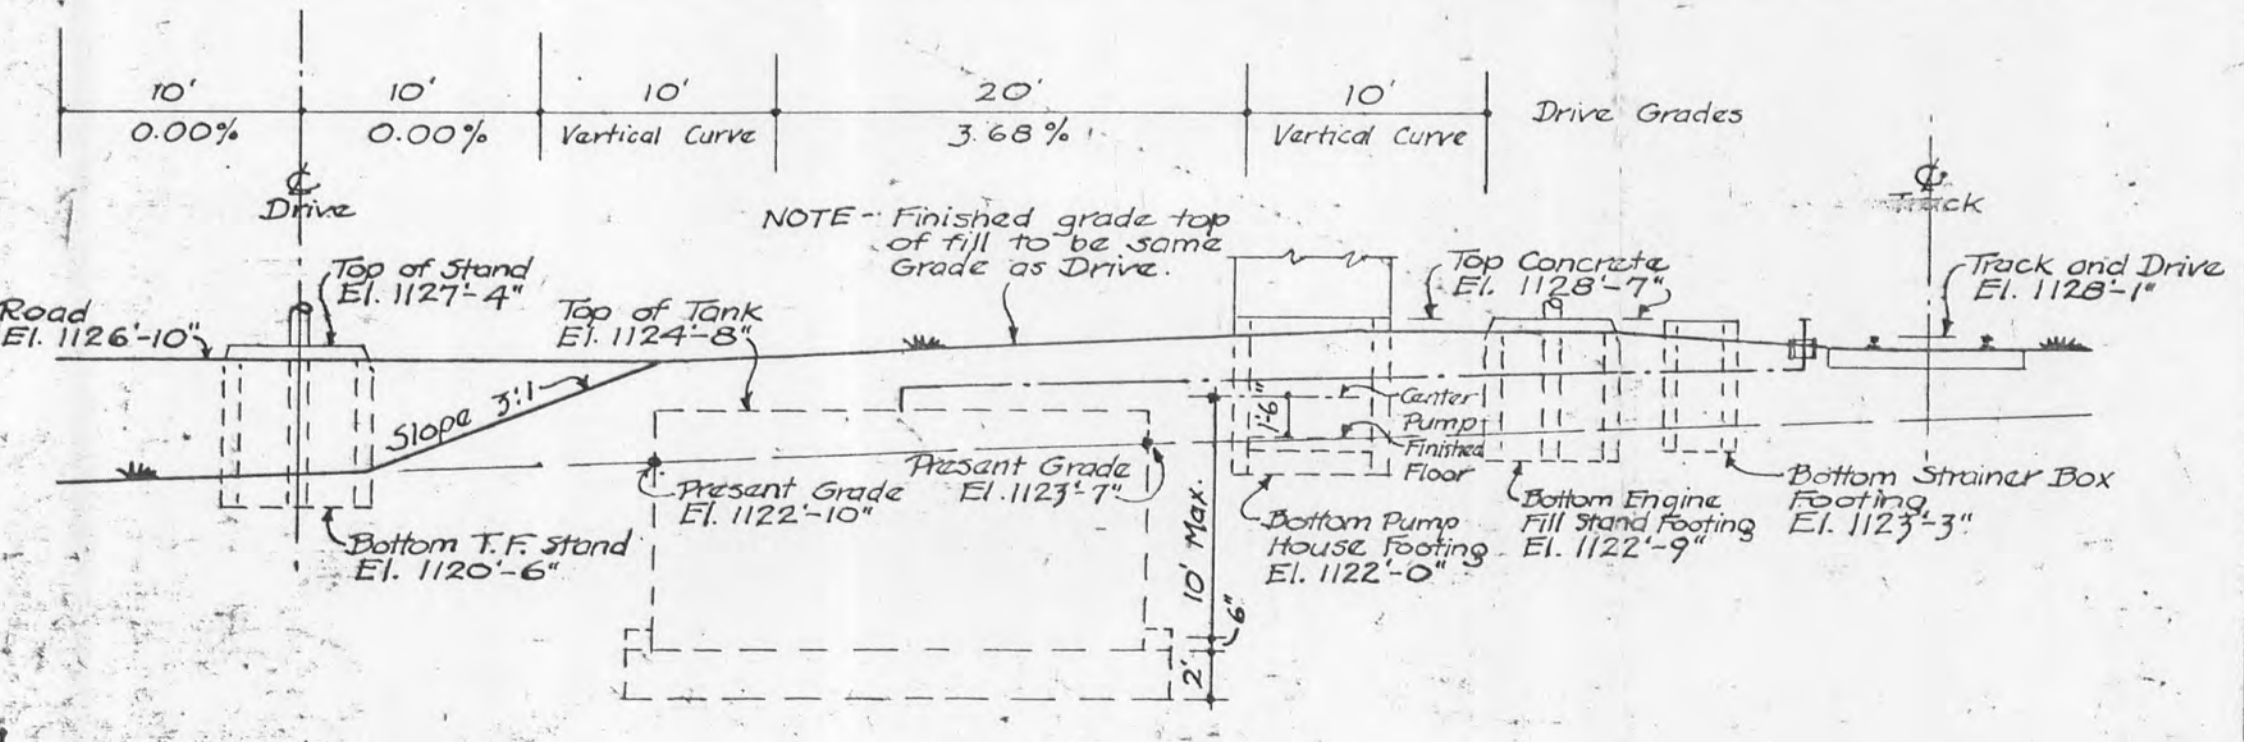 10'
10'
10'
20'
10'
Drive Grades
0.00%
0.00%
Vertical Curve
3.68%
Vertical Curve
℄
Drive
℄
Track
NOTE - Finished grade top
of fill to be same
Grade as Drive.
Road
El. 1126'-10"
Top of Stand
El. 1127'-4"
Top of Tank
El. 1124'-8"
Top Concrete
El. 1128'-7"
Track and Drive
El. 1128'-1"
Slope 3:1
1'-6"
Center
Pump
Finished
Floor
Present Grade
El. 1122'-10"
Present Grade
El. 1123'-7"
10' Max.
6"
2'
Bottom T.F. Stand
El. 1120'-6"
Bottom Pump
House Footing
El. 1122'-0"
Bottom Engine
Fill Stand Footing
El. 1122'-9"
Bottom Strainer Box
Footing
El. 1123'-3"